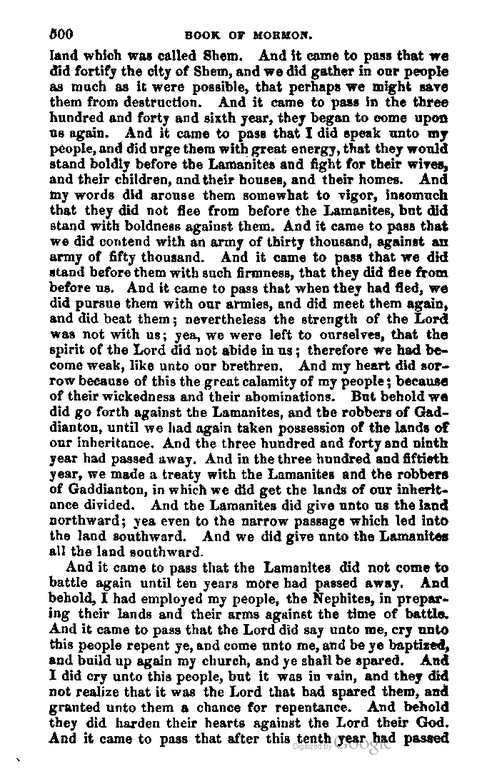 500 BOOK OF MORMON.
land which was called Shem. And it came to pass that we
did fortify the city of Shem, and we did gather in our people
as much as it were possible, that perhaps we might save
them from destruction. And it came to pass in the three
hundred and forty and sixth year, they began to come upon
us again. And it came to pass that I did speak unto my
people, and did urge them with great energy, that they would
stand boldly before the Lamanites and fight for their wives,
and their children, and their houses, and their homes. And
my words did arouse them somewhat to vigor, insomuch
that they did not flee from before the Lamanites, but did
stand with boldness against them. And it came to pass that
we did contend with an army of thirty thousand, against an
army of fifty thousand. And it came to pass that we did
stand before them with such firmness, that they did flee from
before us. And it came to pass that when they had fled, we
did pursue them with our armies, and did meet them again,
and did beat them; nevertheless the strength of the Lord
was not with us; yea, we were left to ourselves, that the
spirit of the Lord did not abide in us; therefore we had be-
come weak, like unto our brethren. And my heart did sor-
row because of this the great calamity of my people; because
of their wickedness and their abominations. But behold we
did go forth against the Lamanites, and the robbers of Gad-
dianton, until we had again taken possession of the lands of
our inheritance. And the three hundred and forty and ninth
year had passed away. And in the three hundred and fiftieth
year, we made a treaty with the Lamanites and the robbers
of Gaddianton, in which we did get the lands of our inherit-
ance divided. And the Lamanites did give unto us the land
northward; yea even to the narrow passage which led into
the land southward. And we did give unto the Lamanites
all the land southward.
And it came to pass that the Lamanites did not come to
battle again until ten years more had passed away. And
behold, I had employed my people, the Nephites, in prepar-
ing their lands and their arms against the time of battle.
And it came to pass that the Lord did say unto me, cry unto
this people repent ye, and come unto me, and be ye baptized,
and build up again my church, and ye shall be spared. And
I did cry unto this people, but it was in vain, and they did
not realize that it was the Lord that had spared them, and
granted unto them a chance for repentance. And behold
they did harden their hearts against the Lord their God.
And it came to pass that after this tenth year had passed
Digitized by Google